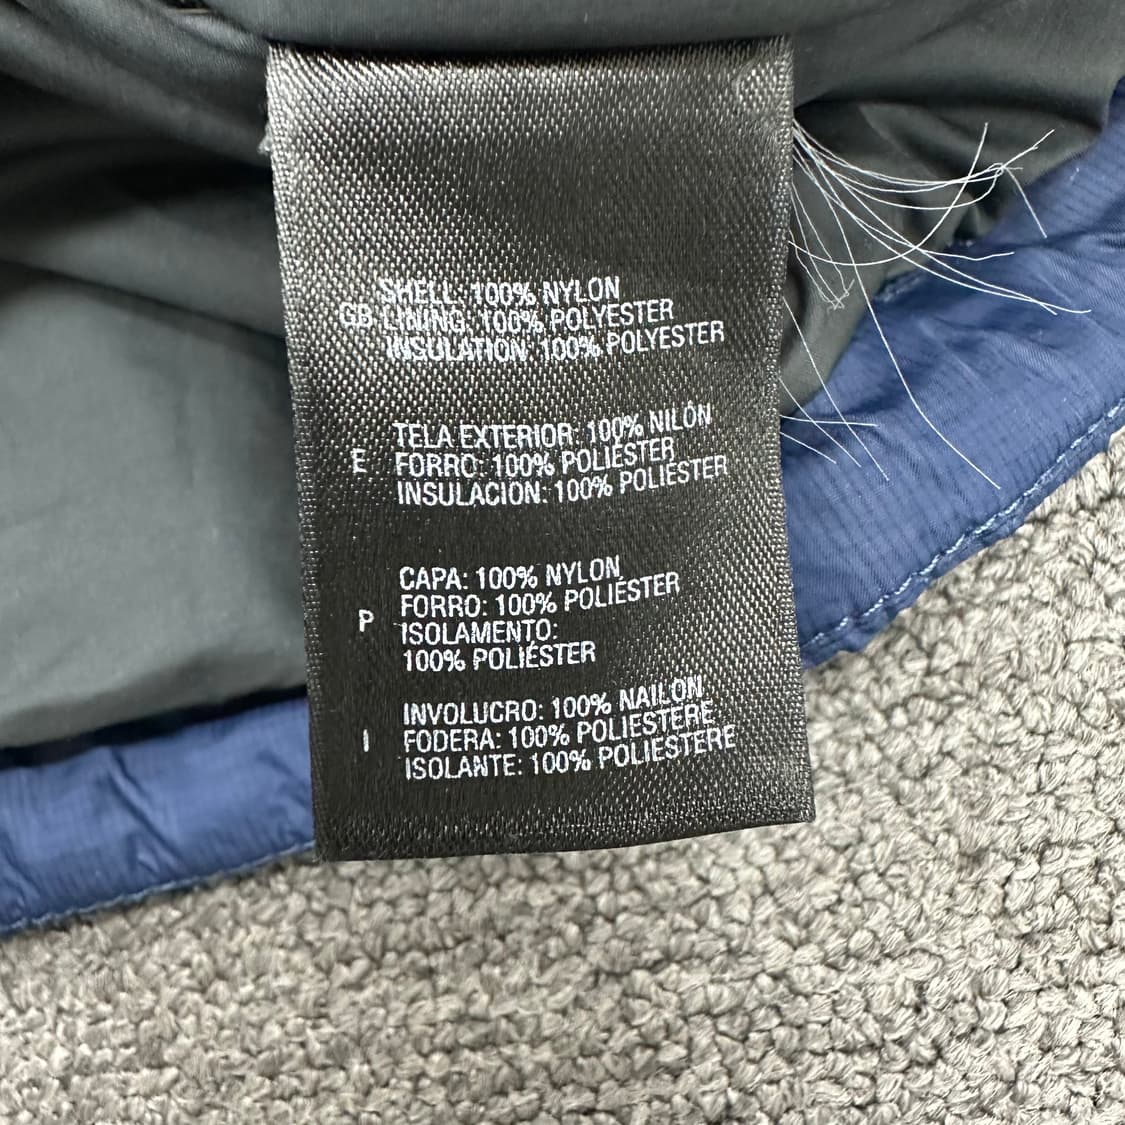 SHELL: 100% NYLON
GB LINING: 100% POLYESTER
INSULATION: 100% POLYESTER
TELA EXTERIOR: 100% NILÓN
E FORRO: 100% POLIÉSTER
INSULACIÓN: 100% POLIÉSTER
CAPA: 100% NYLON
FORRO: 100% POLIÉSTER
P ISOLAMENTO:
100% POLIÉSTER
INVOLUCRO: 100% NAILON
I FODERA: 100% POLIESTERE
ISOLANTE: 100% POLIESTERE